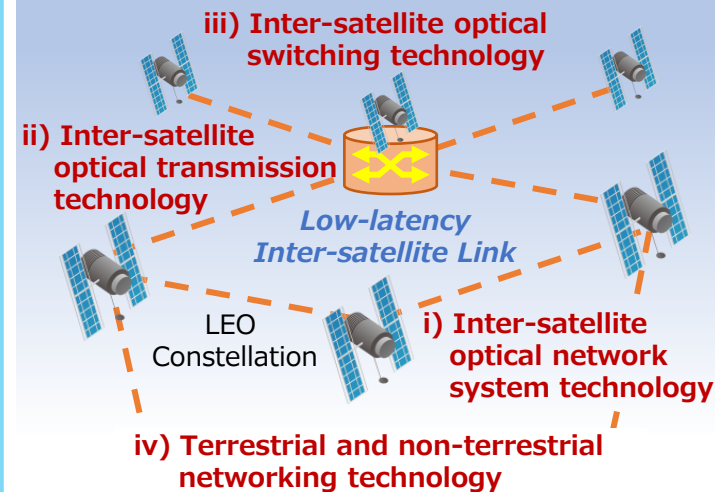 iii) Inter-satellite optical
switching technology
ii) Inter-satellite
optical transmission
technology
Low-latency
Inter-satellite Link
LEO
Constellation
i) Inter-satellite
optical network
system technology
iv) Terrestrial and non-terrestrial
networking technology